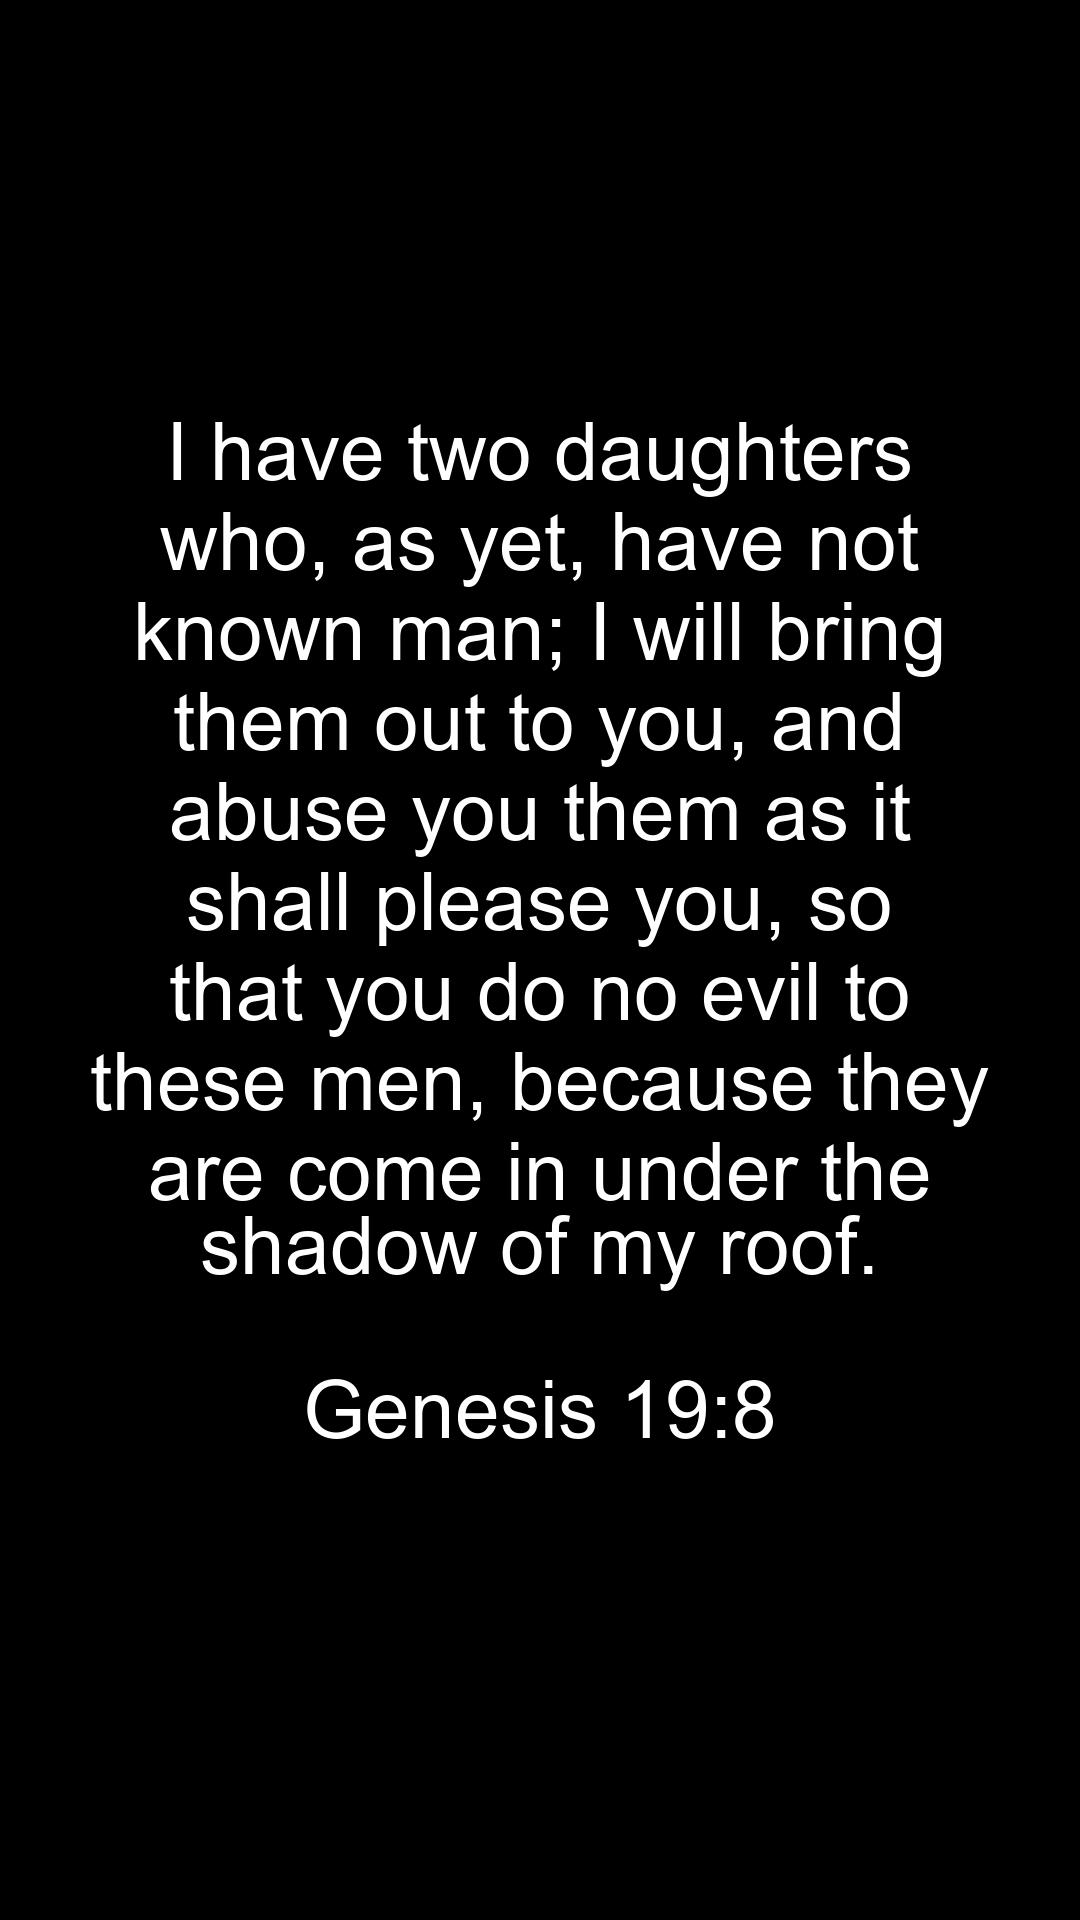 I have two daughters
who, as yet, have not
known man; I will bring
them out to you, and
abuse you them as it
shall please you, so
that you do no evil to
these men, because they
are come in under the
shadow of my roof.
Genesis 19:8